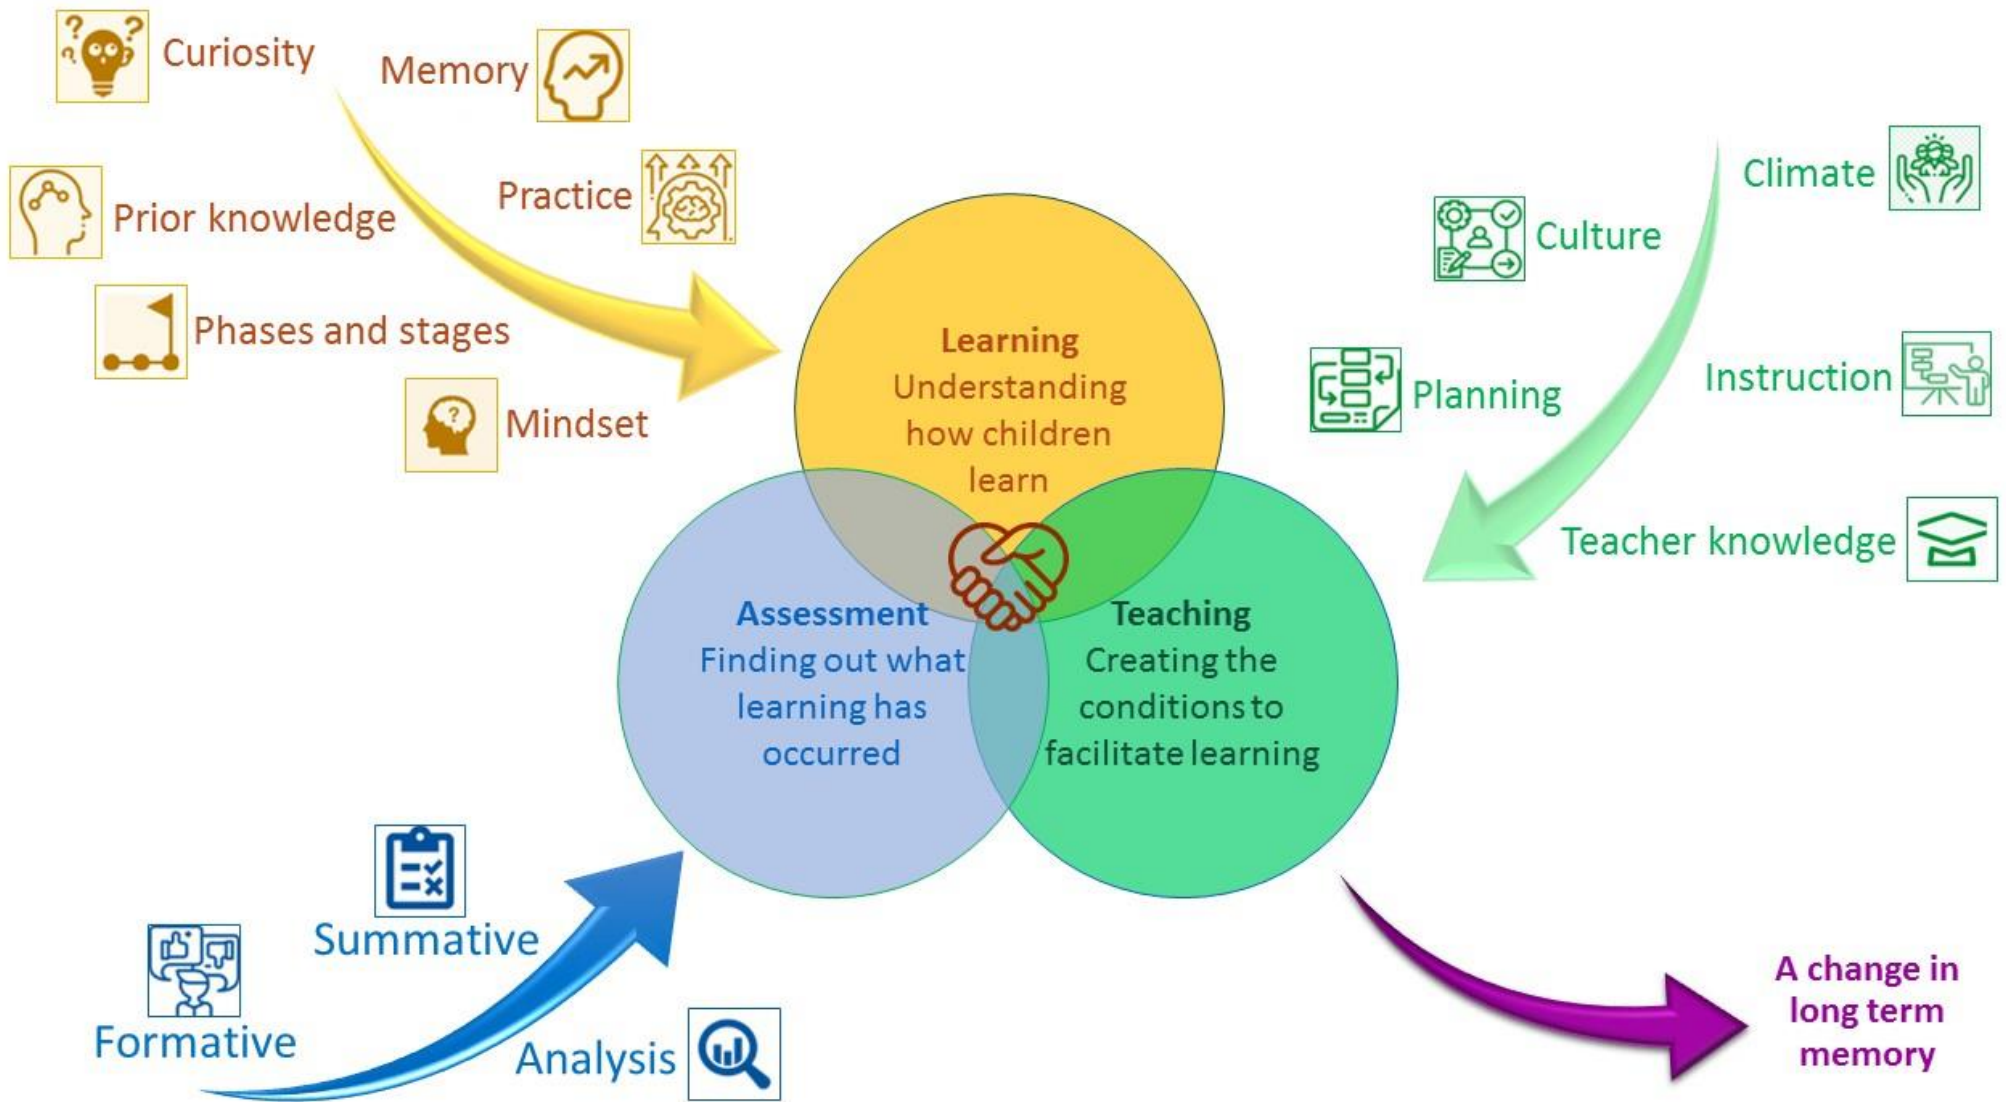 Curiosity
Memory
Prior knowledge
Practice
Phases and stages
Mindset
Climate
Culture
Planning
Instruction
Teacher knowledge
Learning
Understanding
how children
learn
Assessment
Finding out what
learning has
occurred
Teaching
Creating the
conditions to
facilitate learning
Summative
Formative
Analysis
A change in
long term
memory